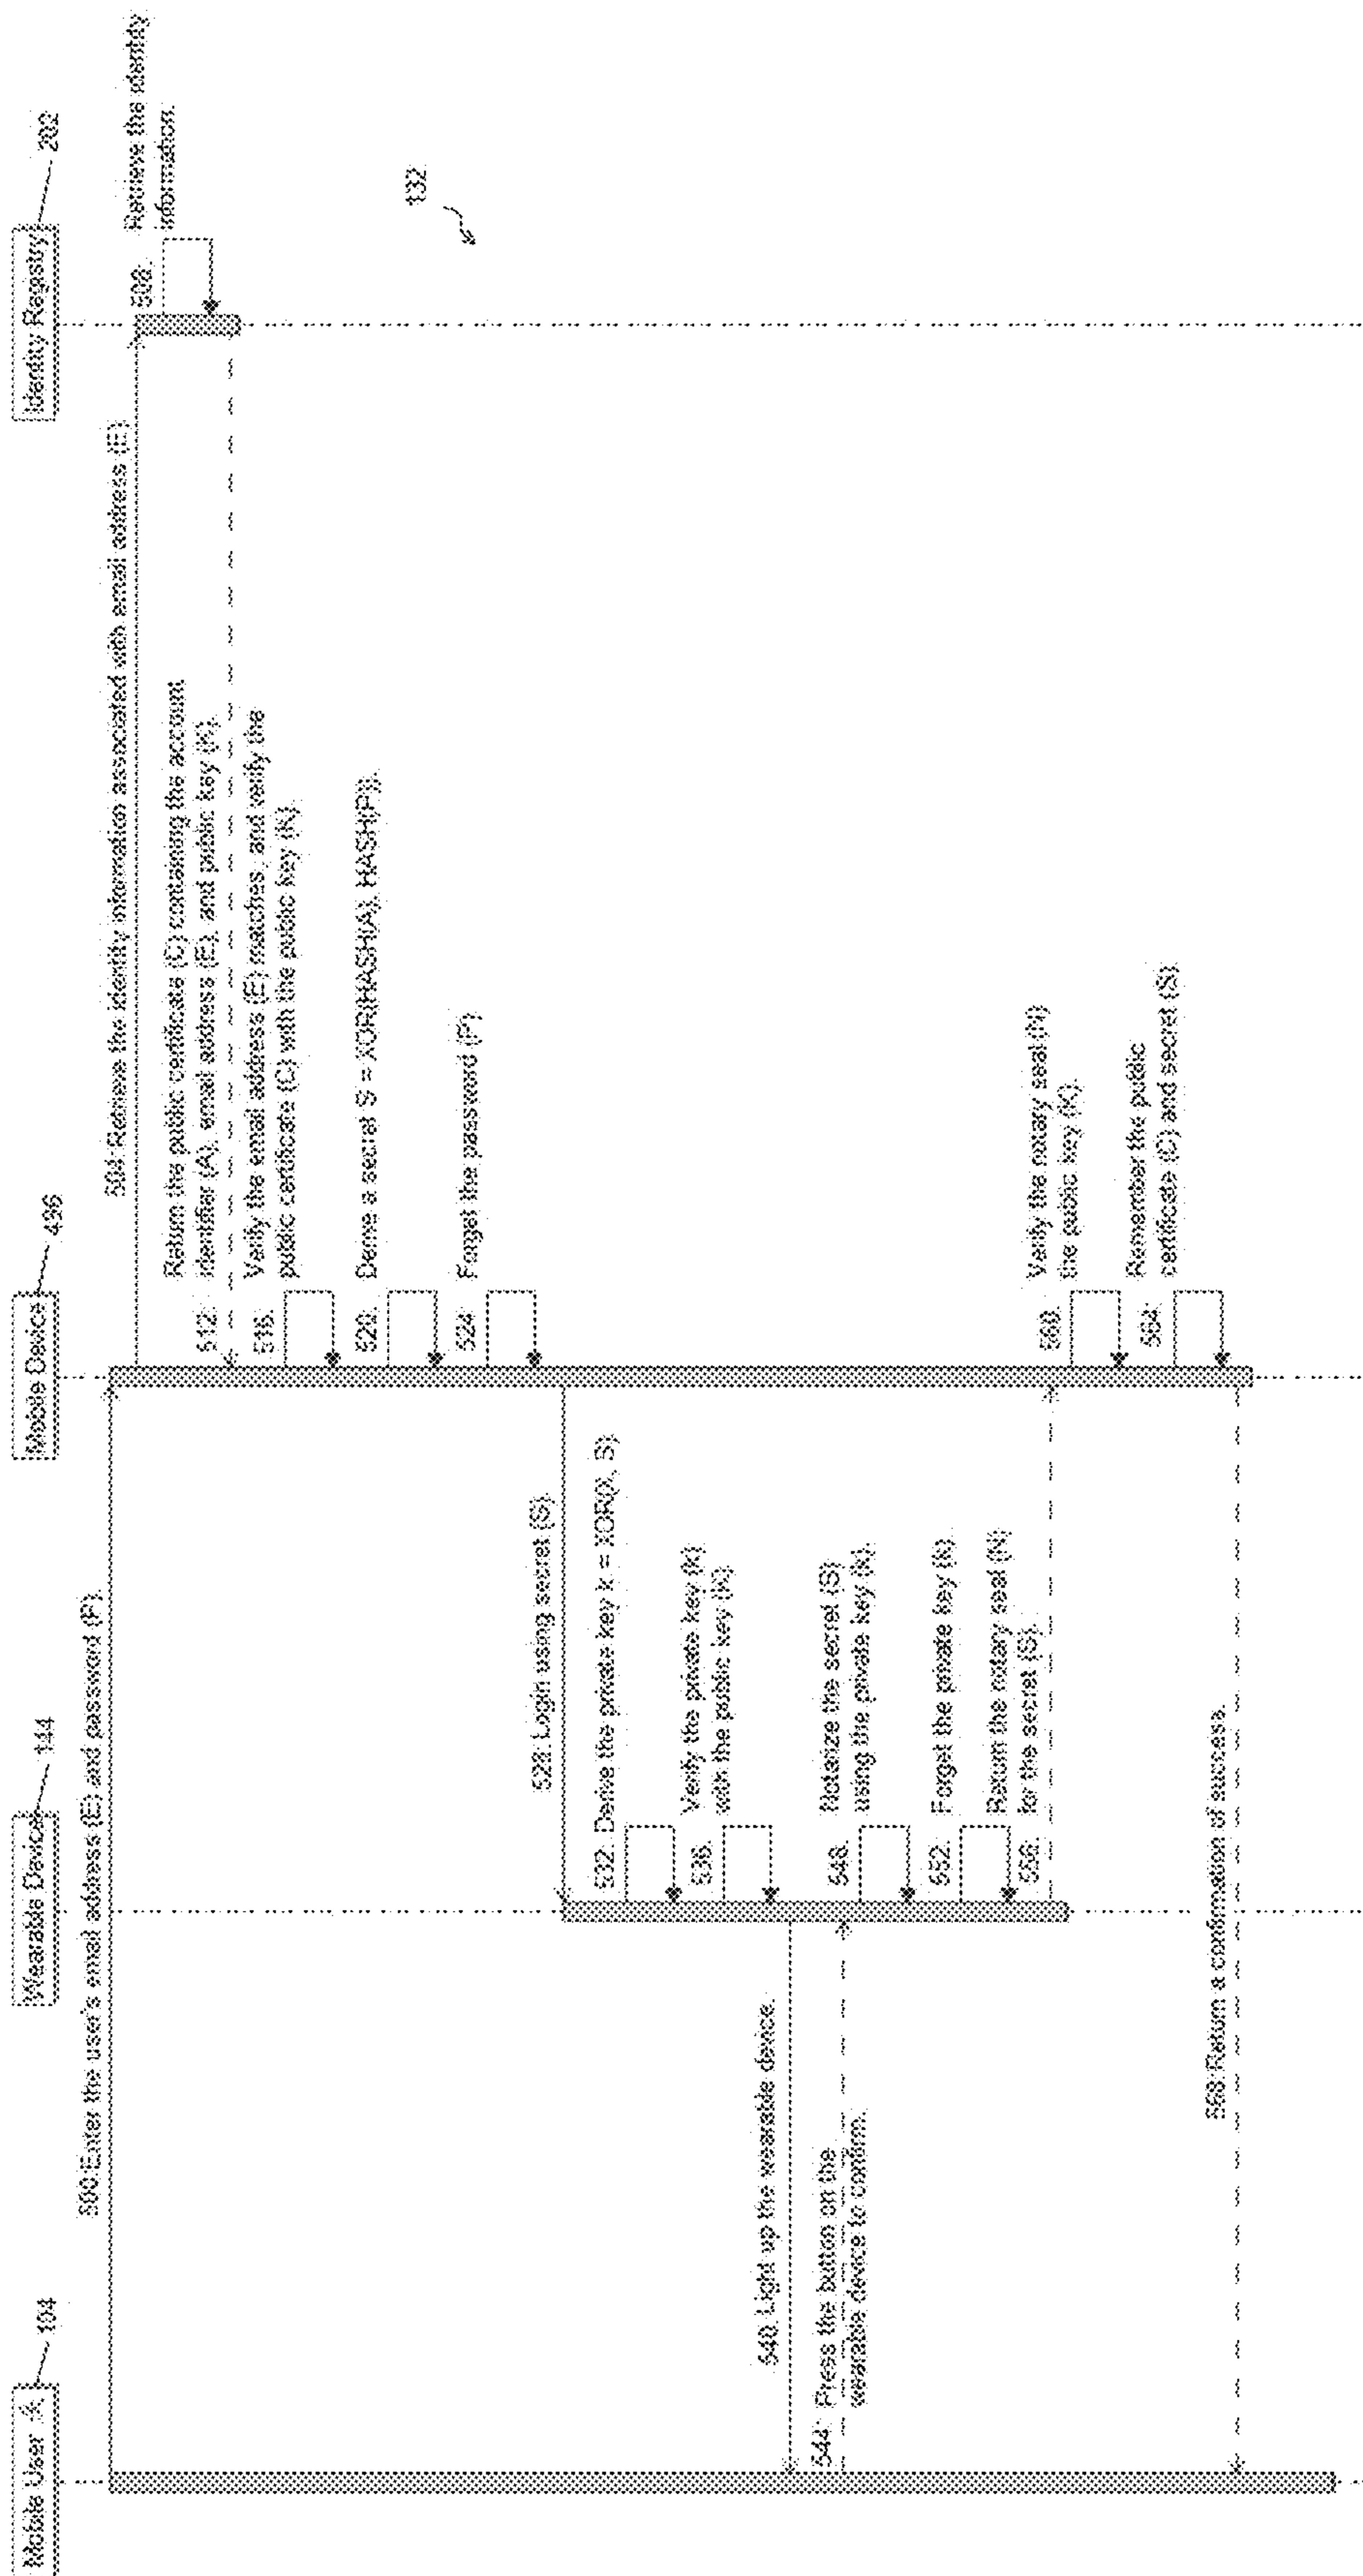 Mobile User A
104
Wearable Device
144
Mobile Device
436
Identity Registry
202
500: Enter the user's email address (E) and password (P).
504: Retrieve the identity information associated with email address (E).
508:
Retrieve the identity
information.
132
Return the public certificate (C) containing the account
512:
identifier (A), email address (E), and public key (K).
516:
Verify the email address (E) matches, and verify the
public certificate (C) with the public key (K).
520:
Derive a secret S = XOR(HASH(A), HASH(P)).
524:
Forget the password (P).
528: Login using secret (S).
532:
Derive the private key k = XOR(X, S).
536:
Verify the private key (k)
with the public key (K).
540: Light up the wearable device.
544:
Press the button on the
wearable device to confirm.
548:
Notarize the secret (S)
using the private key (k).
552:
Forget the private key (k).
556:
Return the notary seal (N)
for the secret (S).
560:
Verify the notary seal (N)
the public key (K).
564:
Remember the public
certificate (C) and secret (S).
568: Return a confirmation of success.